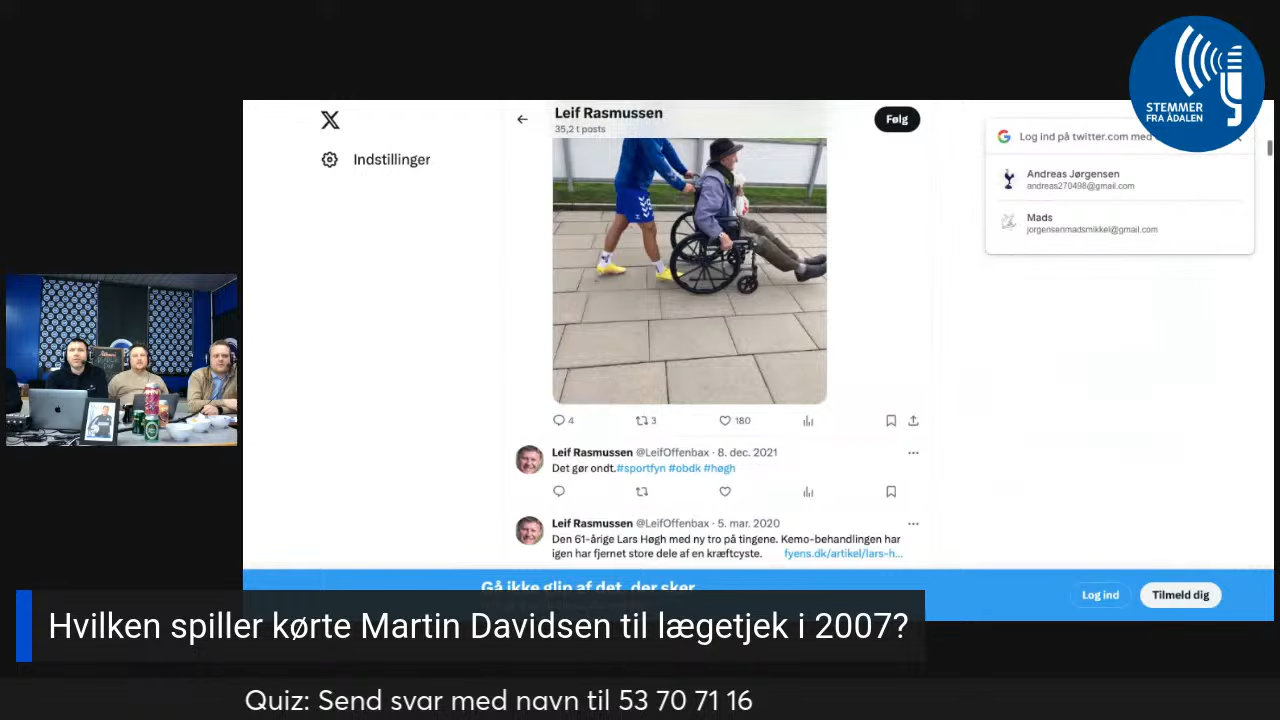 STEMMER
FRA ÅDALEN
Leif Rasmussen
35,2 t posts
Følg
Indstillinger
Log ind på twitter.com med
Andreas Jørgensen
andreas270498@gmail.com
Mads
jorgensenmadsmikkel@gmail.com
4
3
180
Leif Rasmussen @LeifOffenbax · 8. dec. 2021
Det gør ondt.#sportfyn #obdk #høgh
Leif Rasmussen @LeifOffenbax · 5. mar. 2020
Den 61-årige Lars Høgh med ny tro på tingene. Kemo-behandlingen har
igen har fjernet store dele af en kræftcyste. fyens.dk/artikel/lars-h...
Gå ikke glip af det, der sker
Log ind
Tilmeld dig
Hvilken spiller kørte Martin Davidsen til lægetjek i 2007?
Quiz: Send svar med navn til 53 70 71 16